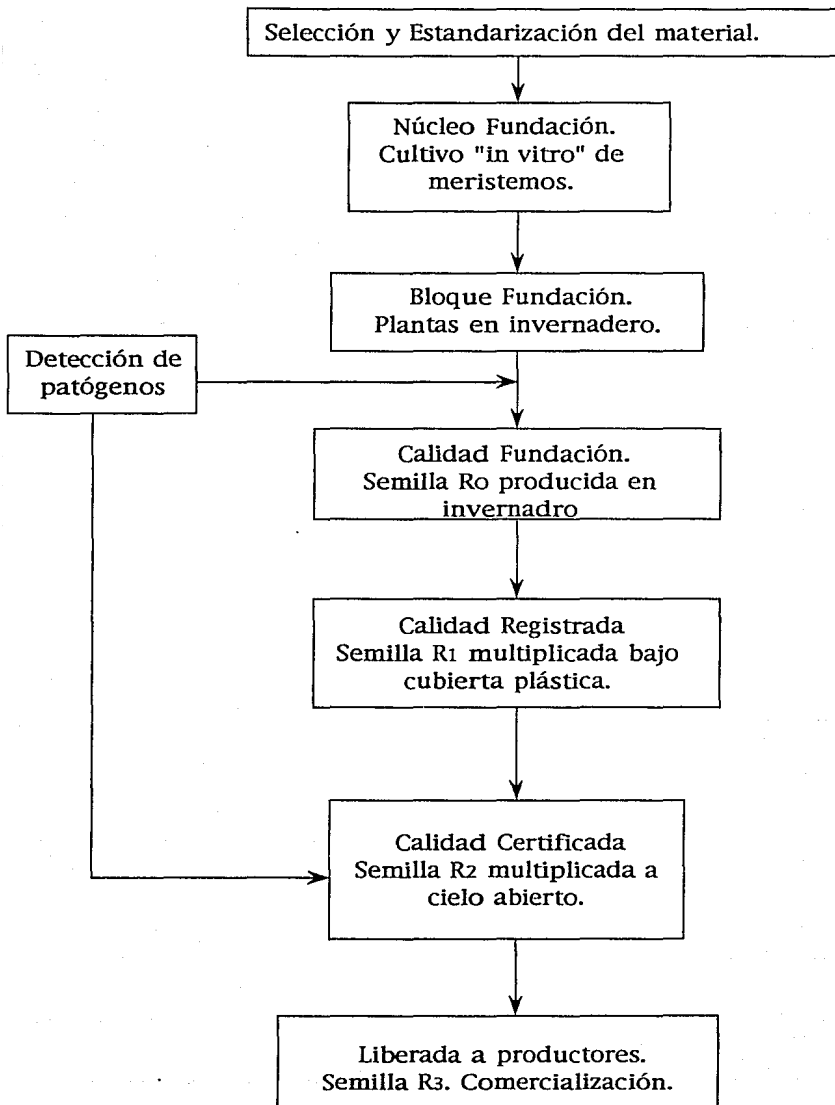 Selección y Estandarización del material.
Núcleo Fundación.
Cultivo "in vitro" de
meristemos.
Bloque Fundación.
Plantas en invernadero.
Detección de
patógenos
Calidad Fundación.
Semilla R0 producida en
invernadro
Calidad Registrada
Semilla R1 multiplicada bajo
cubierta plástica.
Calidad Certificada
Semilla R2 multiplicada a
cielo abierto.
Liberada a productores.
Semilla R3. Comercialización.